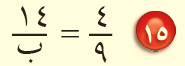 ١٥ ٤/٩ = ١٤/ب